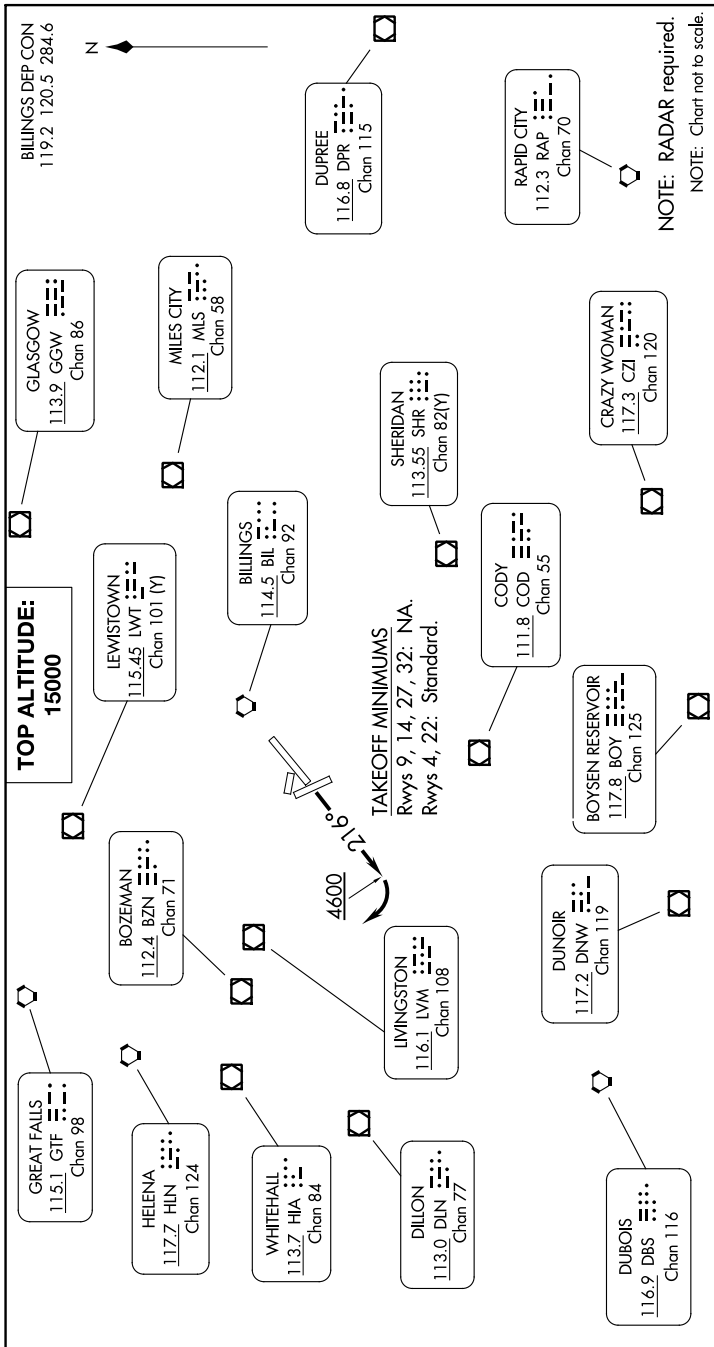 BILLINGS DEP CON
119.2 120.5 284.6
N
TOP ALTITUDE:
15000
GREAT FALLS
115.1 GTF
Chan 98
HELENA
117.7 HLN
Chan 124
WHITEHALL
113.7 HIA
Chan 84
DILLON
113.0 DLN
Chan 77
DUBOIS
116.9 DBS
Chan 116
BOZEMAN
112.4 BZN
Chan 71
LIVINGSTON
116.1 LVM
Chan 108
DUNOIR
117.2 DNW
Chan 119
LEWISTOWN
115.45 LWT
Chan 101 (Y)
4600
216°
BILLINGS
114.5 BIL
Chan 92
TAKEOFF MINIMUMS
Rwys 9, 14, 27, 32: NA.
Rwys 4, 22: Standard.
CODY
111.8 COD
Chan 55
BOYSEN RESERVOIR
117.8 BOY
Chan 125
GLASGOW
113.9 GGW
Chan 86
MILES CITY
112.1 MLS
Chan 58
SHERIDAN
113.55 SHR
Chan 82(Y)
CRAZY WOMAN
117.3 CZI
Chan 120
DUPREE
116.8 DPR
Chan 115
RAPID CITY
112.3 RAP
Chan 70
NOTE: RADAR required.
NOTE: Chart not to scale.